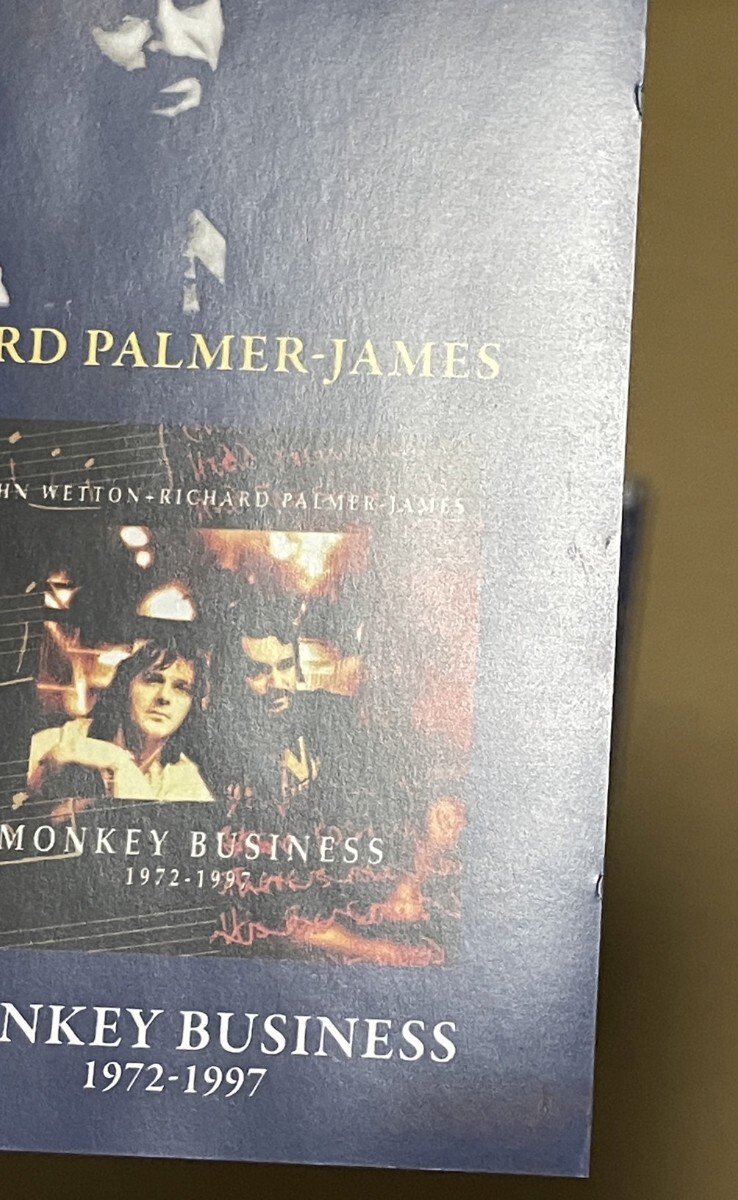 RD PALMER-JAMES
HN WETTON+RICHARD PALMER-JAMES
MONKEY BUSINESS
1972-1997
NKEY BUSINESS
1972-1997